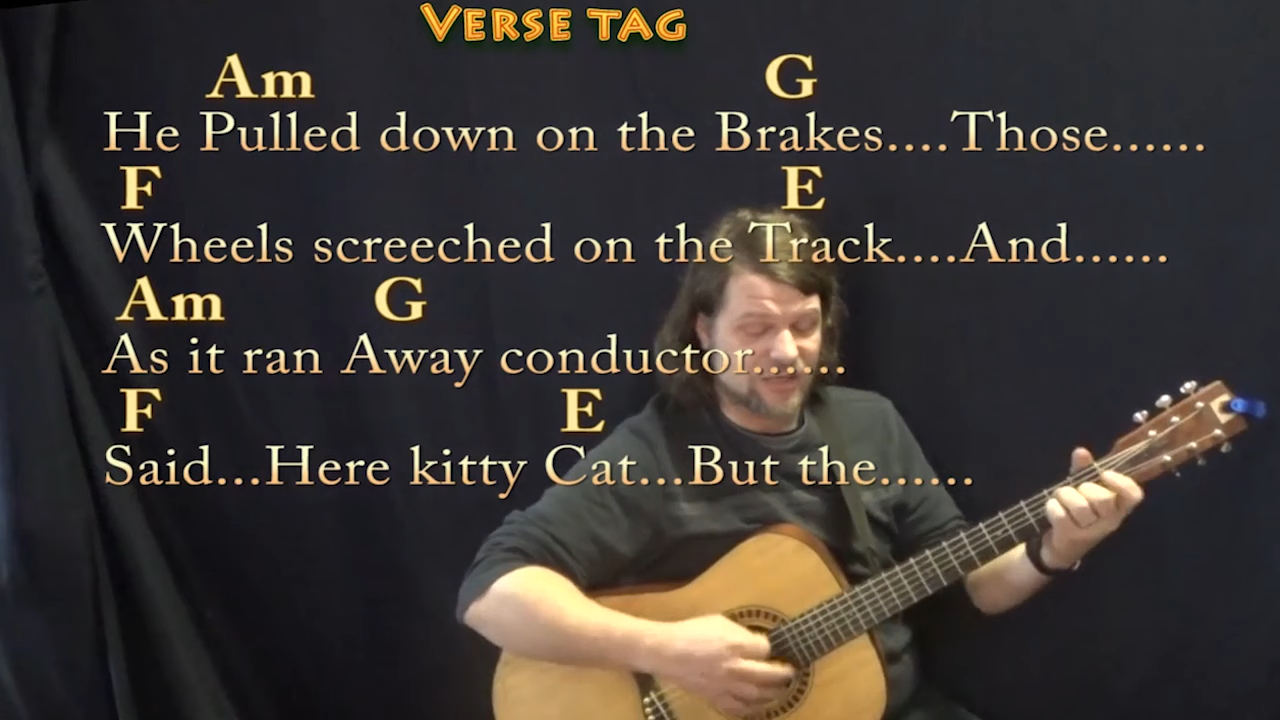 VERSE TAG
Am G
He Pulled down on the Brakes....Those......
F E
Wheels screeched on the Track....And......
Am G
As it ran Away conductor......
F E
Said...Here kitty Cat...But the......